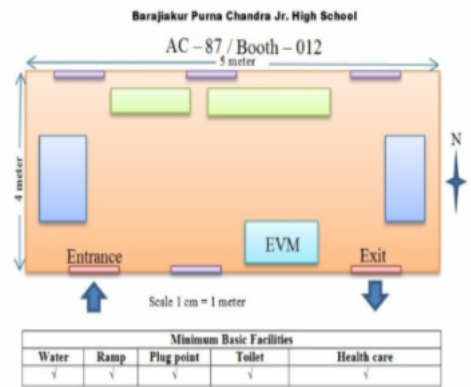 Barajiakur Purna Chandra Jr. High School
AC – 87 / Booth – 012
5 meter
4 meter
N
EVM
Entrance
Exit
Scale 1 cm = 1 meter
Minimum Basic Facilities
Water Ramp Plug point Toilet Health care
√ √ √ √ √